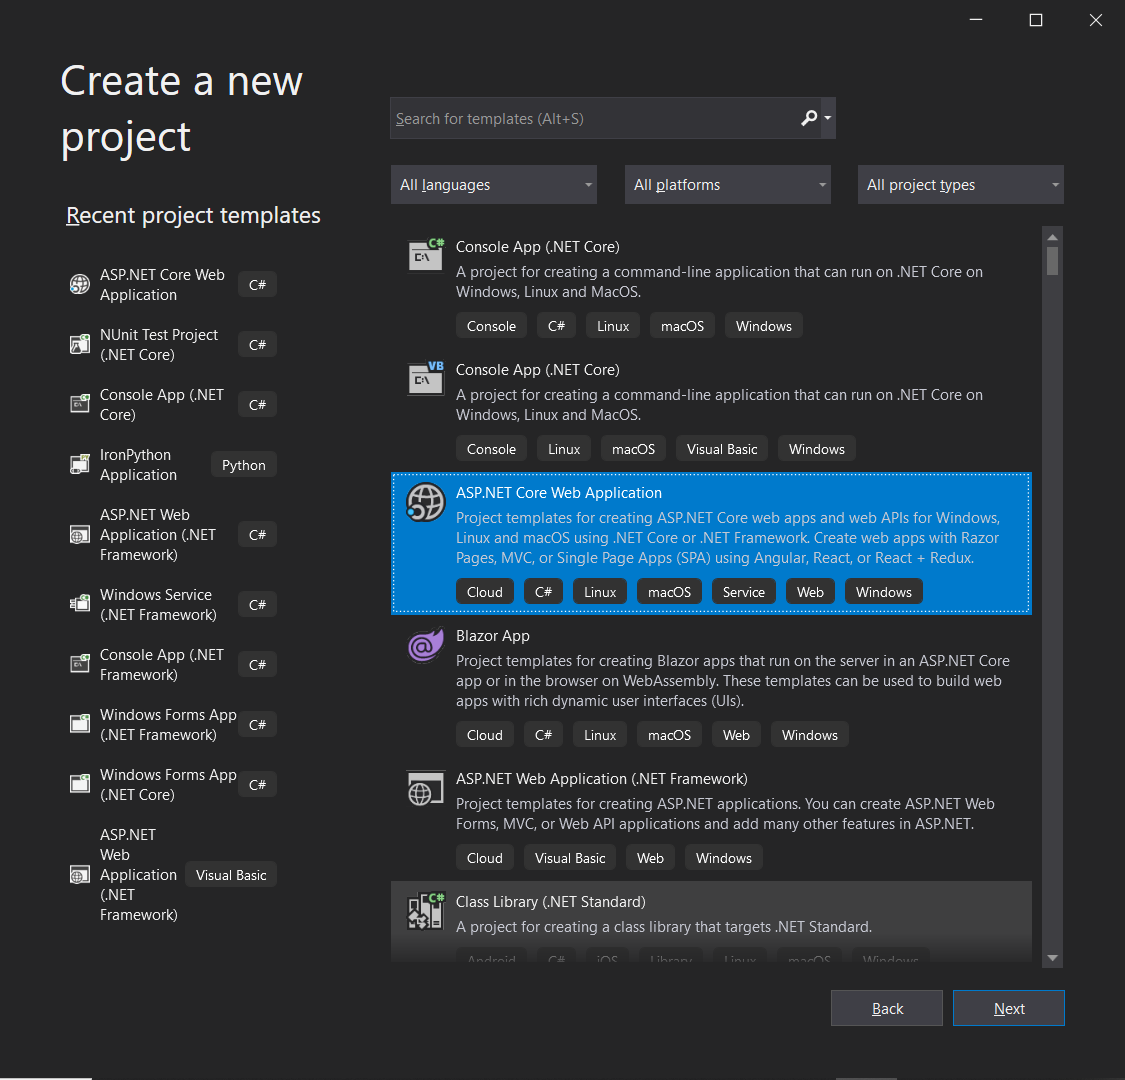 Create a new
project
Search for templates (Alt+S)
All languages
All platforms
All project types
Recent project templates
ASP.NET Core Web
Application
C#
NUnit Test Project
(.NET Core)
C#
Console App (.NET
Core)
C#
IronPython
Application
Python
ASP.NET Web
Application (.NET
Framework)
C#
Windows Service
(.NET Framework)
C#
Console App (.NET
Framework)
C#
Windows Forms App
(.NET Framework)
C#
Windows Forms App
(.NET Core)
C#
ASP.NET
Web
Application
(.NET
Framework)
Visual Basic
C#
Console App (.NET Core)
A project for creating a command-line application that can run on .NET Core on
Windows, Linux and MacOS.
Console C# Linux macOS Windows
VB
Console App (.NET Core)
A project for creating a command-line application that can run on .NET Core on
Windows, Linux and MacOS.
Console Linux macOS Visual Basic Windows
ASP.NET Core Web Application
Project templates for creating ASP.NET Core web apps and web APIs for Windows,
Linux and macOS using .NET Core or .NET Framework. Create web apps with Razor
Pages, MVC, or Single Page Apps (SPA) using Angular, React, or React + Redux.
Cloud C# Linux macOS Service Web Windows
Blazor App
Project templates for creating Blazor apps that run on the server in an ASP.NET Core
app or in the browser on WebAssembly. These templates can be used to build web
apps with rich dynamic user interfaces (UIs).
Cloud C# Linux macOS Web Windows
ASP.NET Web Application (.NET Framework)
Project templates for creating ASP.NET applications. You can create ASP.NET Web
Forms, MVC, or Web API applications and add many other features in ASP.NET.
Cloud Visual Basic Web Windows
C#
Class Library (.NET Standard)
A project for creating a class library that targets .NET Standard.
Android C# iOS Library Linux macOS Windows
Back
Next